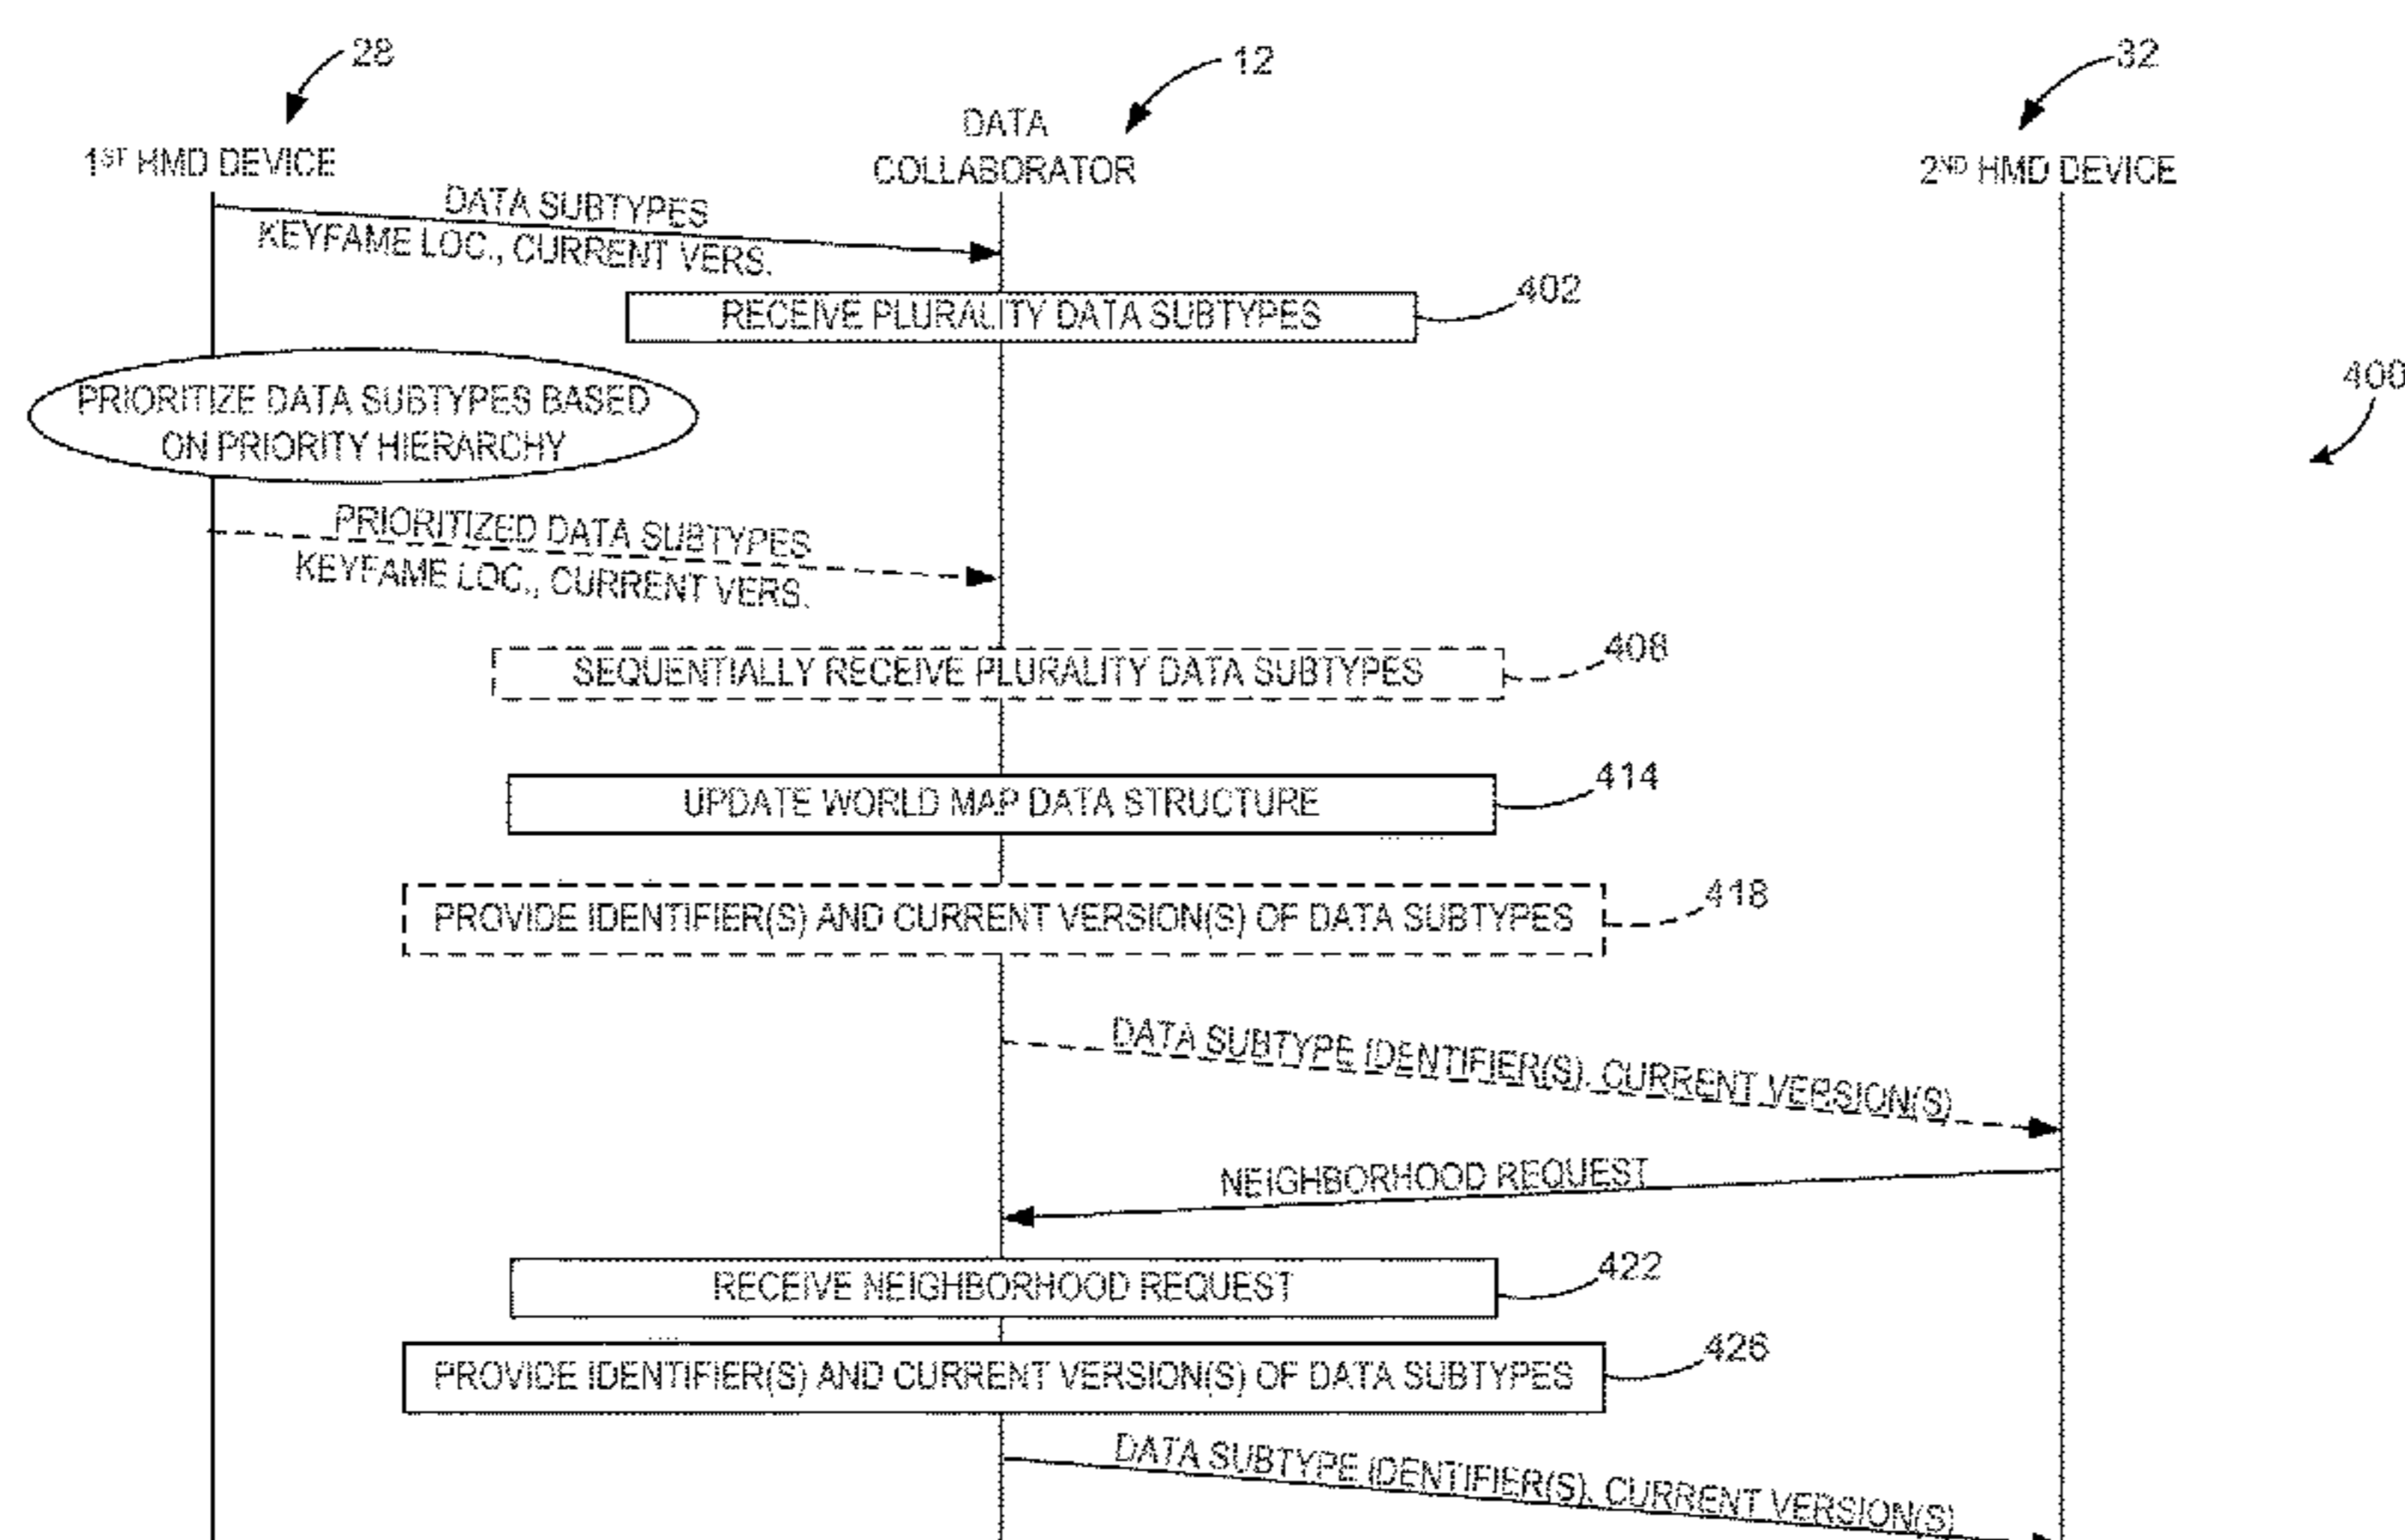 28
12
32
1ST HMD DEVICE
DATA
COLLABORATOR
2ND HMD DEVICE
DATA SUBTYPES
KEYFAME LOC., CURRENT VERS.
RECEIVE PLURALITY DATA SUBTYPES
402
400
PRIORITIZE DATA SUBTYPES BASED
ON PRIORITY HIERARCHY
PRIORITIZED DATA SUBTYPES
KEYFAME LOC., CURRENT VERS.
SEQUENTIALLY RECEIVE PLURALITY DATA SUBTYPES
408
UPDATE WORLD MAP DATA STRUCTURE
414
PROVIDE IDENTIFIER(S) AND CURRENT VERSION(S) OF DATA SUBTYPES
418
DATA SUBTYPE IDENTIFIER(S), CURRENT VERSION(S)
NEIGHBORHOOD REQUEST
RECEIVE NEIGHBORHOOD REQUEST
422
PROVIDE IDENTIFIER(S) AND CURRENT VERSION(S) OF DATA SUBTYPES
426
DATA SUBTYPE IDENTIFIER(S), CURRENT VERSION(S)